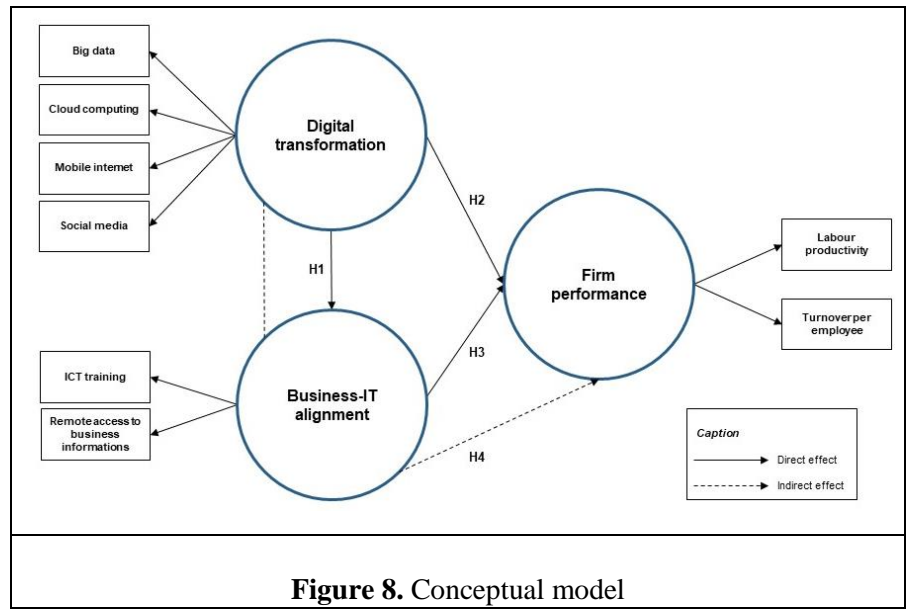 Big data
Cloud computing
Mobile internet
Social media
Digital
transformation
H2
H1
Firm
performance
Labour
productivity
Turnover per
employee
H3
ICT training
Remote access to
business
informations
Business-IT
alignment
H4
Caption
Direct effect
Indirect effect
Figure 8. Conceptual model